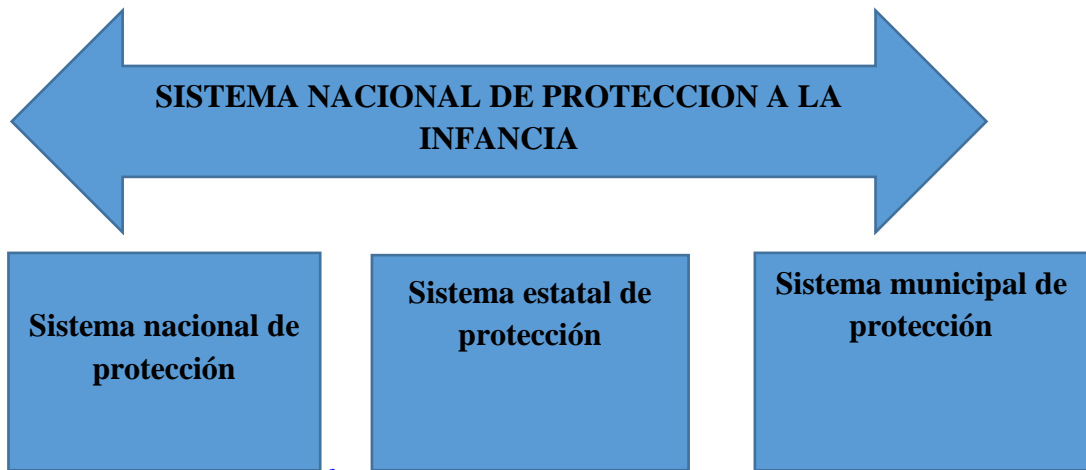 SISTEMA NACIONAL DE PROTECCION A LA
INFANCIA
Sistema nacional de
protección
Sistema estatal de
protección
Sistema municipal de
protección